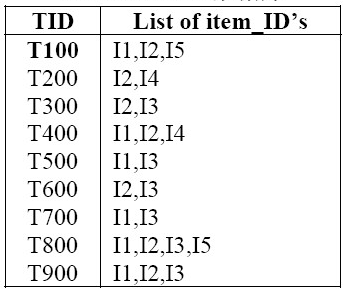 TID List of item_ID’s
T100 I1,I2,I5
T200 I2,I4
T300 I2,I3
T400 I1,I2,I4
T500 I1,I3
T600 I2,I3
T700 I1,I3
T800 I1,I2,I3,I5
T900 I1,I2,I3